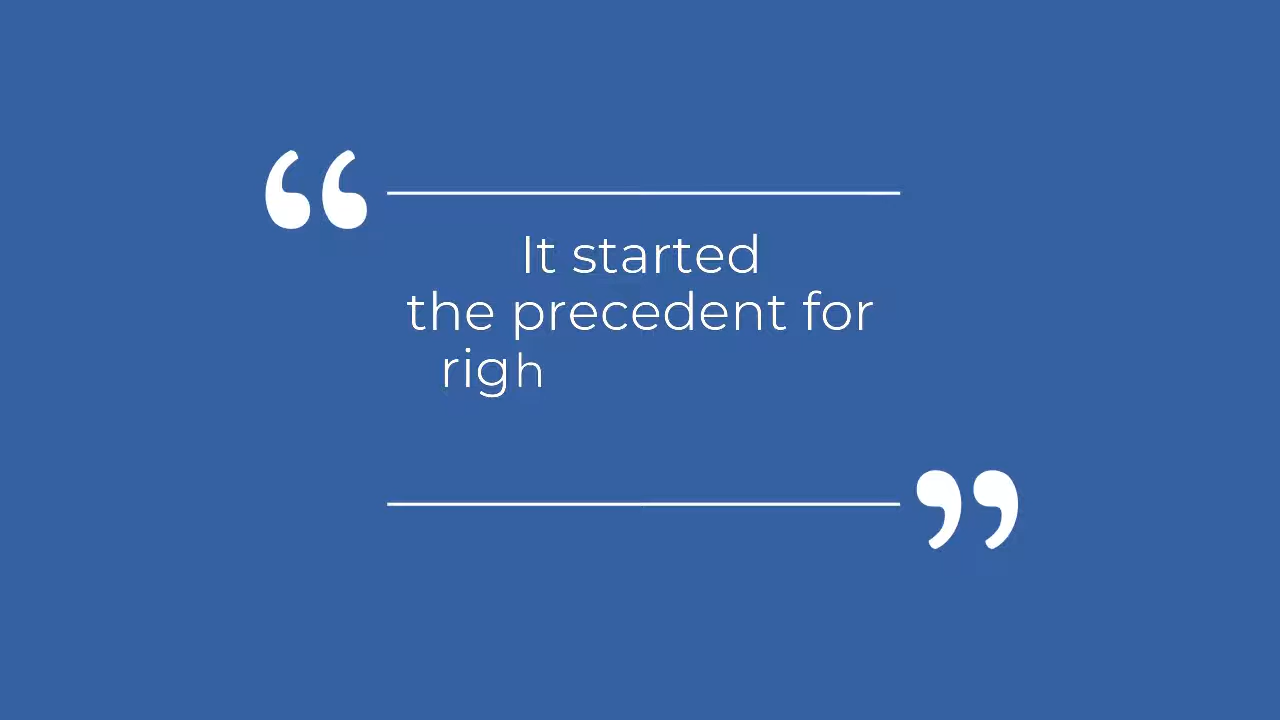 “
It started
the precedent for
righ
”